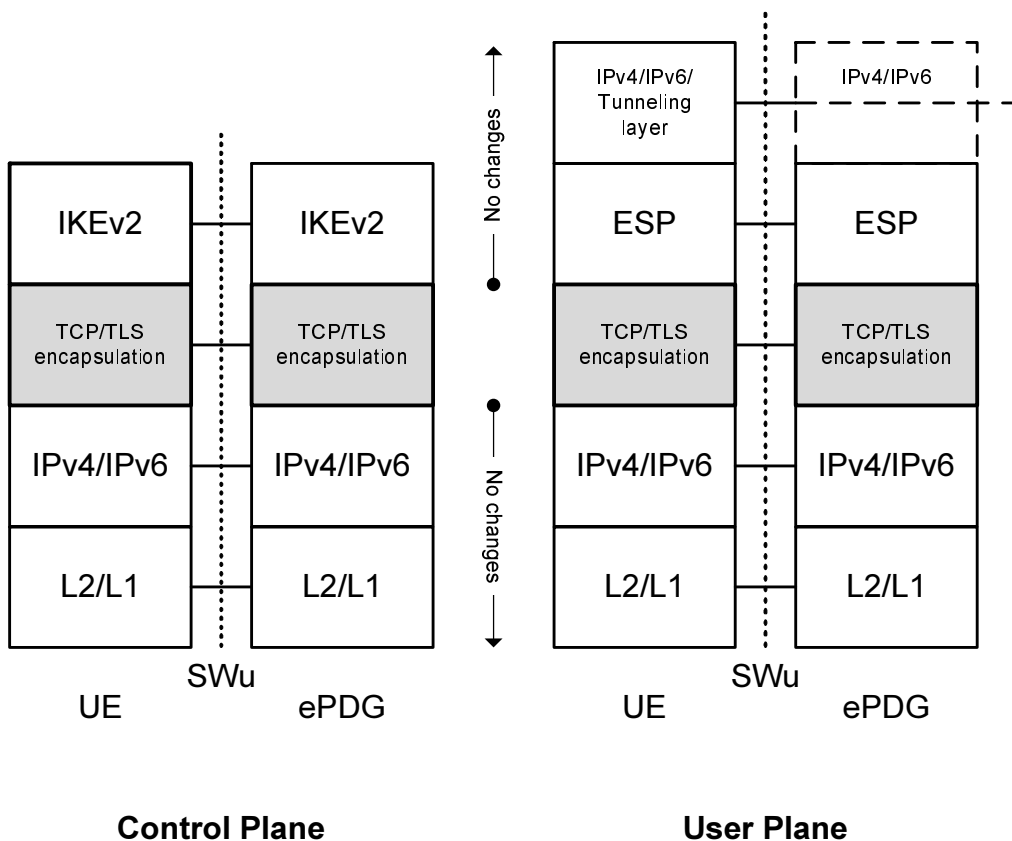 IKEv2
IKEv2
TCP/TLS
encapsulation
TCP/TLS
encapsulation
IPv4/IPv6
IPv4/IPv6
L2/L1
L2/L1
SWu
UE
ePDG
Control Plane
No changes
No changes
IPv4/IPv6/
Tunneling
layer
IPv4/IPv6
ESP
ESP
TCP/TLS
encapsulation
TCP/TLS
encapsulation
IPv4/IPv6
IPv4/IPv6
L2/L1
L2/L1
SWu
UE
ePDG
User Plane